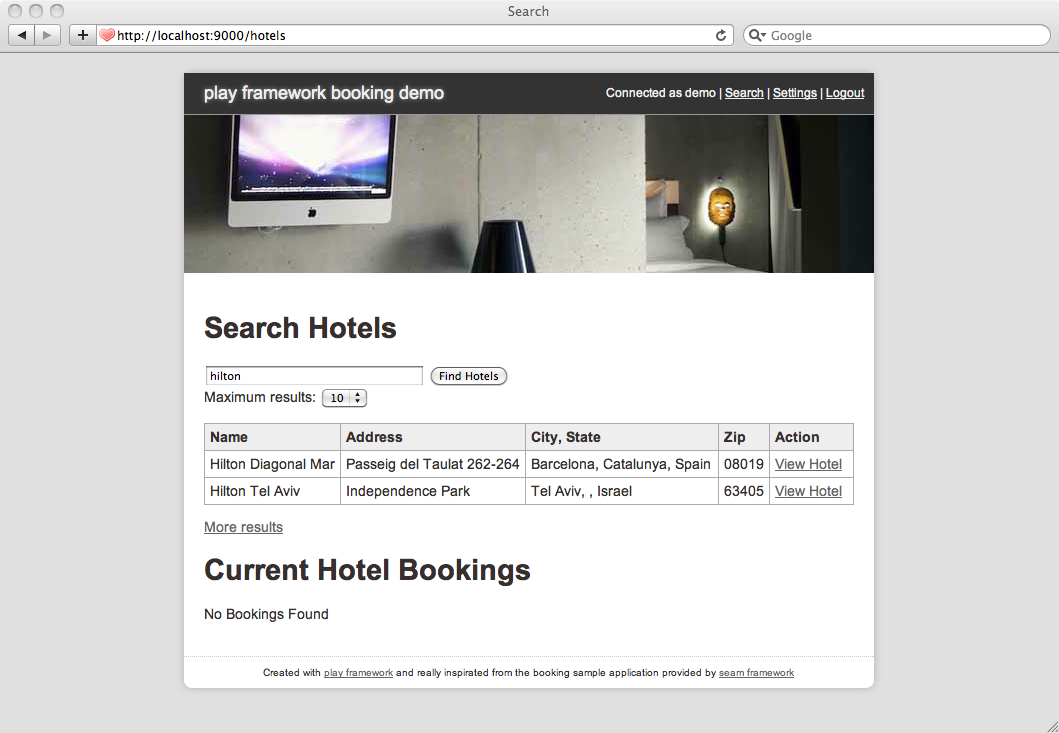 Search
http://localhost:9000/hotels
Google
play framework booking demo
Connected as demo | Search | Settings | Logout
Search Hotels
hilton
Find Hotels
Maximum results: 10
Name Address City, State Zip Action
Hilton Diagonal Mar Passeig del Taulat 262-264 Barcelona, Catalunya, Spain 08019 View Hotel
Hilton Tel Aviv Independence Park Tel Aviv, , Israel 63405 View Hotel
More results
Current Hotel Bookings
No Bookings Found
Created with play framework and really inspirated from the booking sample application provided by seam framework